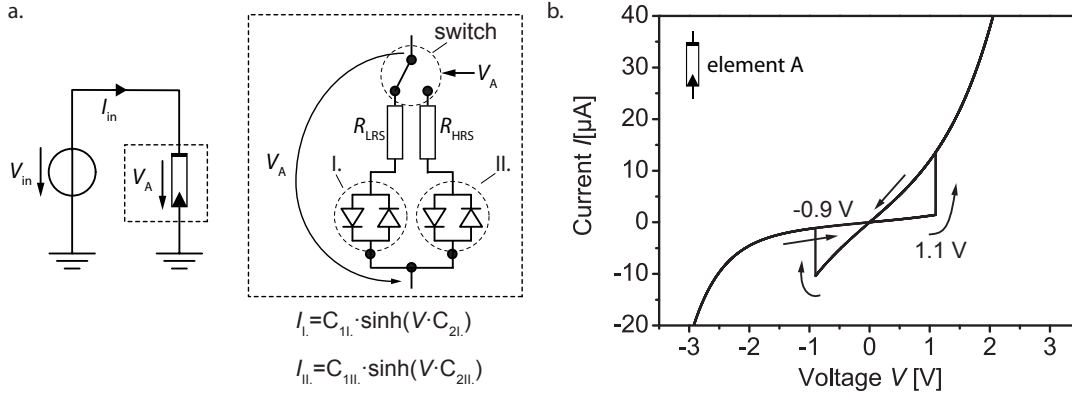 a.
I_in
V_in
V_A
switch
V_A
R_LRS
R_HRS
V_A
I.
II.
I_I.=C_1I.·sinh(V·C_2I.)
I_II.=C_1II.·sinh(V·C_2II.)
b.
40
30
20
10
0
-10
-20
Current I[µA]
element A
-0.9 V
1.1 V
-3
-2
-1
0
1
2
3
Voltage V [V]